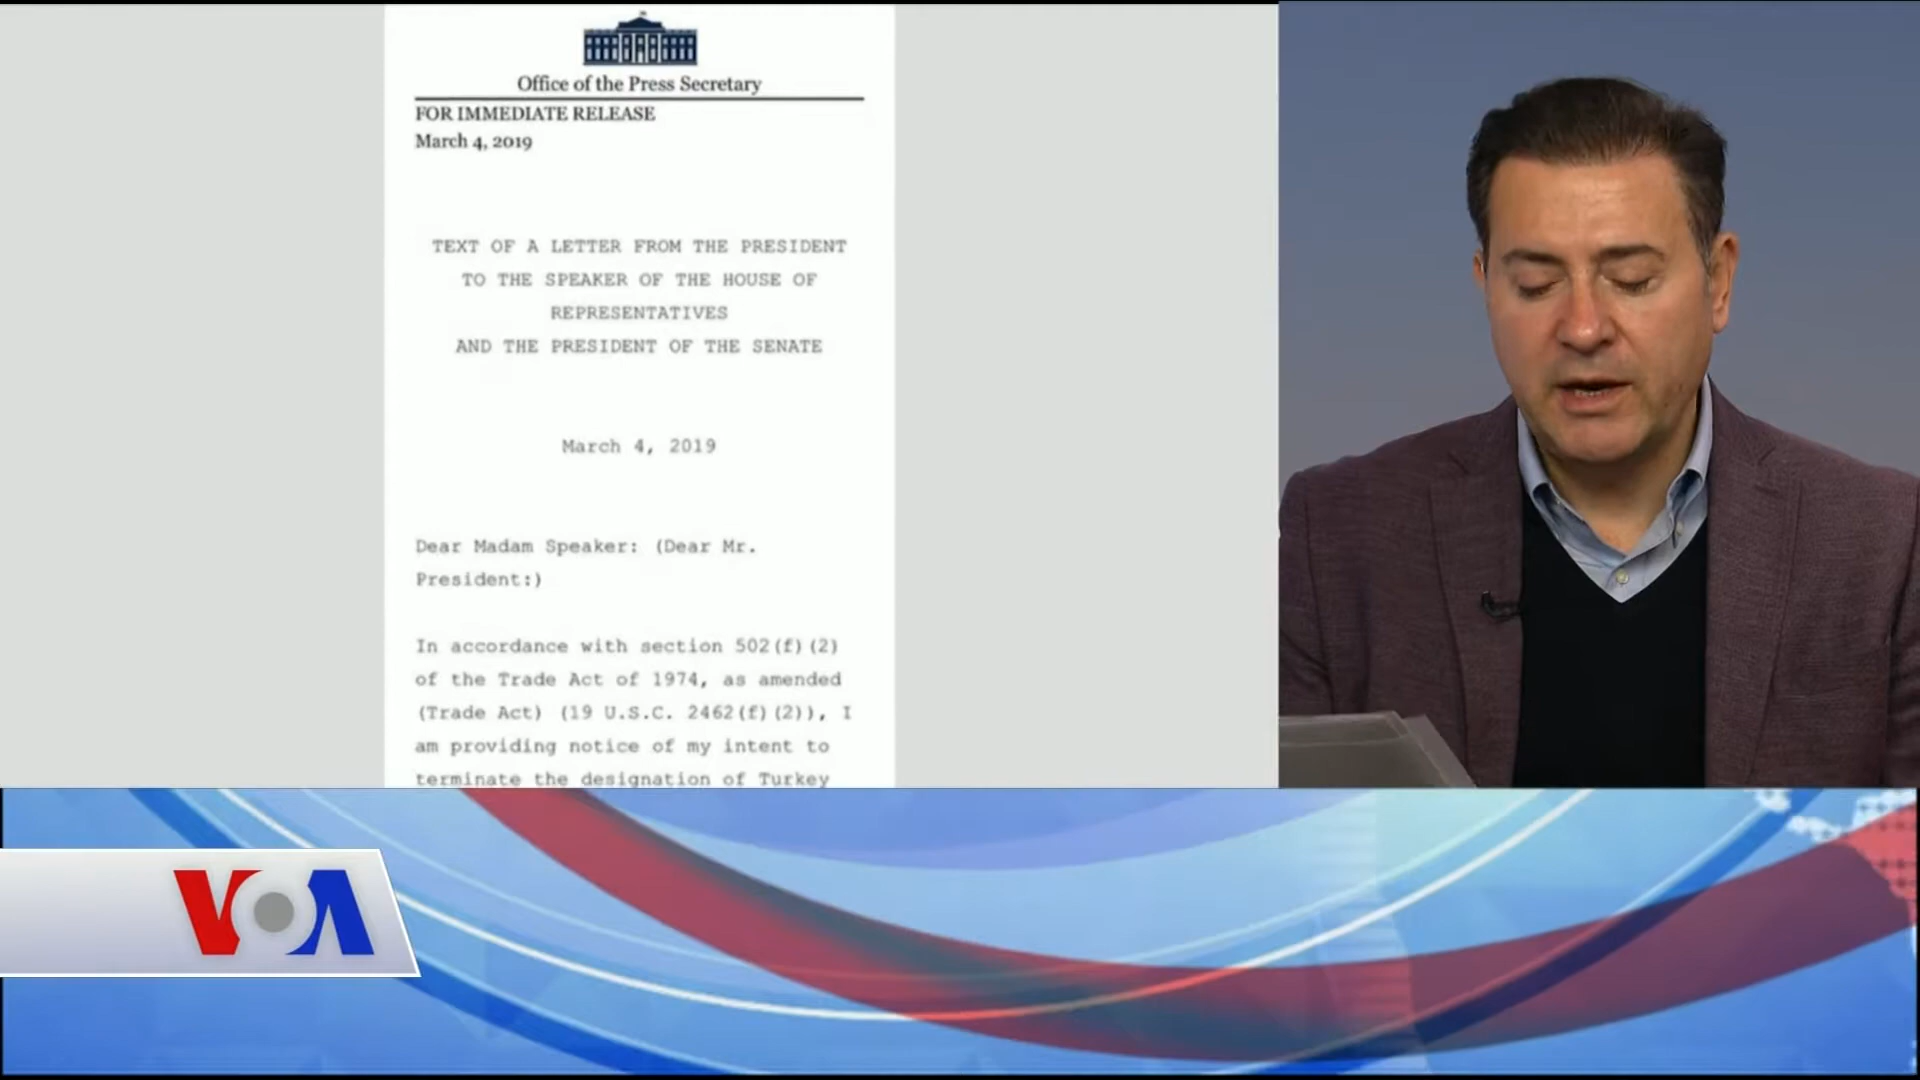 Office of the Press Secretary
FOR IMMEDIATE RELEASE
March 4, 2019
TEXT OF A LETTER FROM THE PRESIDENT
TO THE SPEAKER OF THE HOUSE OF
REPRESENTATIVES
AND THE PRESIDENT OF THE SENATE
March 4, 2019
Dear Madam Speaker: (Dear Mr.
President:)
In accordance with section 502(f)(2)
of the Trade Act of 1974, as amended
(Trade Act) (19 U.S.C. 2462(f)(2)), I
am providing notice of my intent to
terminate the designation of Turkey
VOA